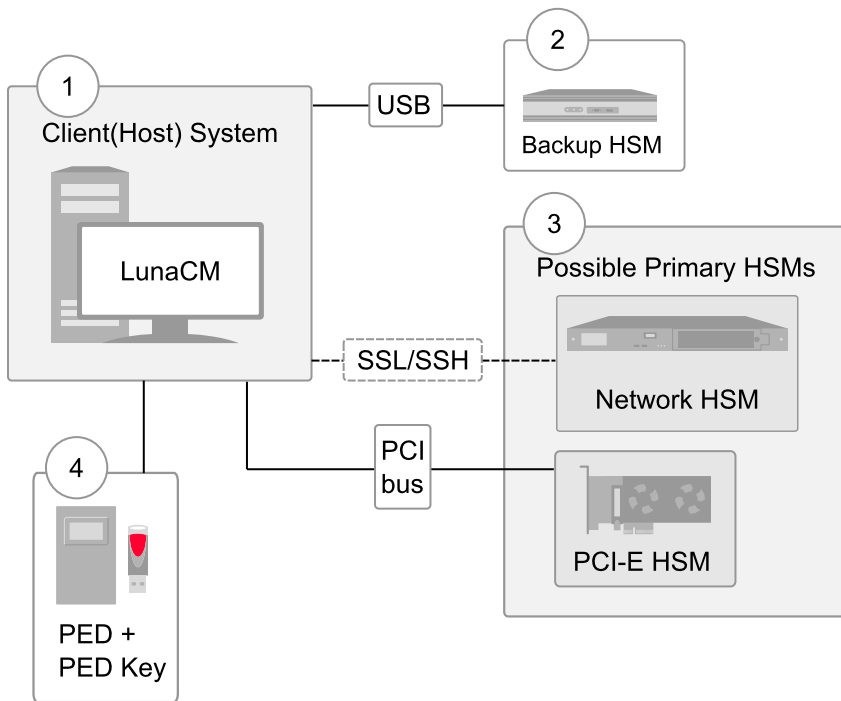 1
Client(Host) System
LunaCM
USB
2
Backup HSM
3
Possible Primary HSMs
SSL/SSH
Network HSM
PCI
bus
PCI-E HSM
4
PED +
PED Key